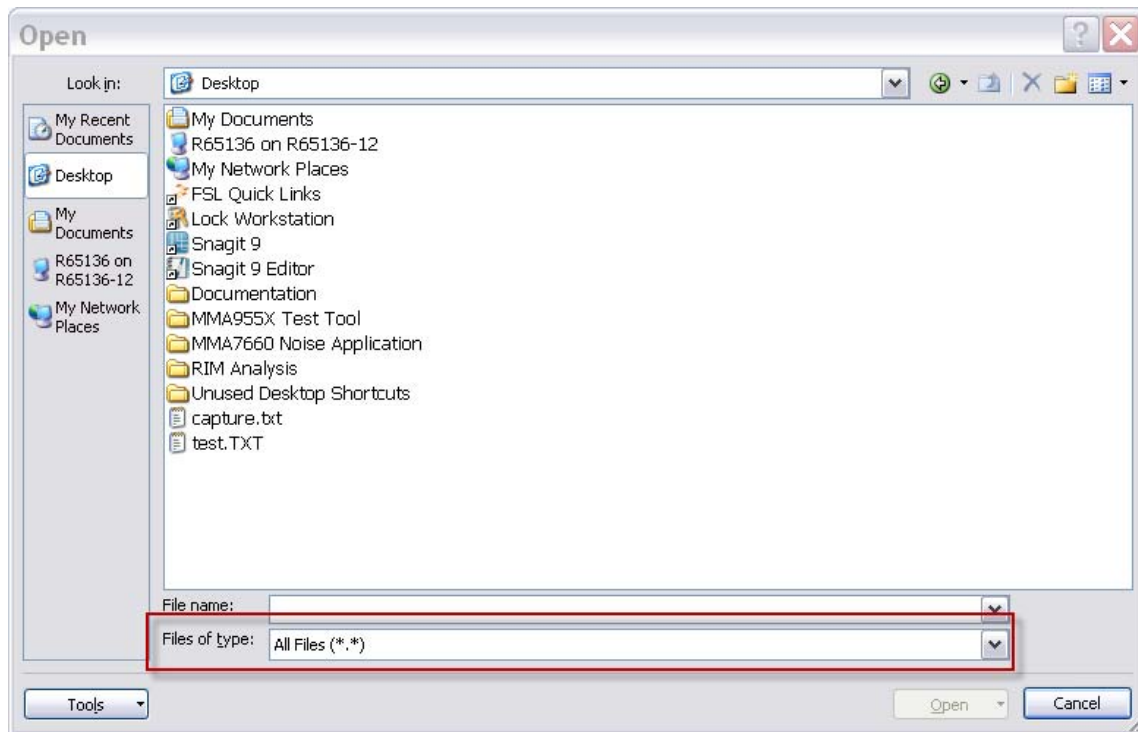 Open
Look in:
Desktop
My Recent
Documents
Desktop
My
Documents
R65136 on
R65136-12
My Network
Places
My Documents
R65136 on R65136-12
My Network Places
FSL Quick Links
Lock Workstation
Snagit 9
Snagit 9 Editor
Documentation
MMA955X Test Tool
MMA7660 Noise Application
RIM Analysis
Unused Desktop Shortcuts
capture.txt
test.TXT
File name:
Files of type:
All Files (*.*)
Tools
Open
Cancel